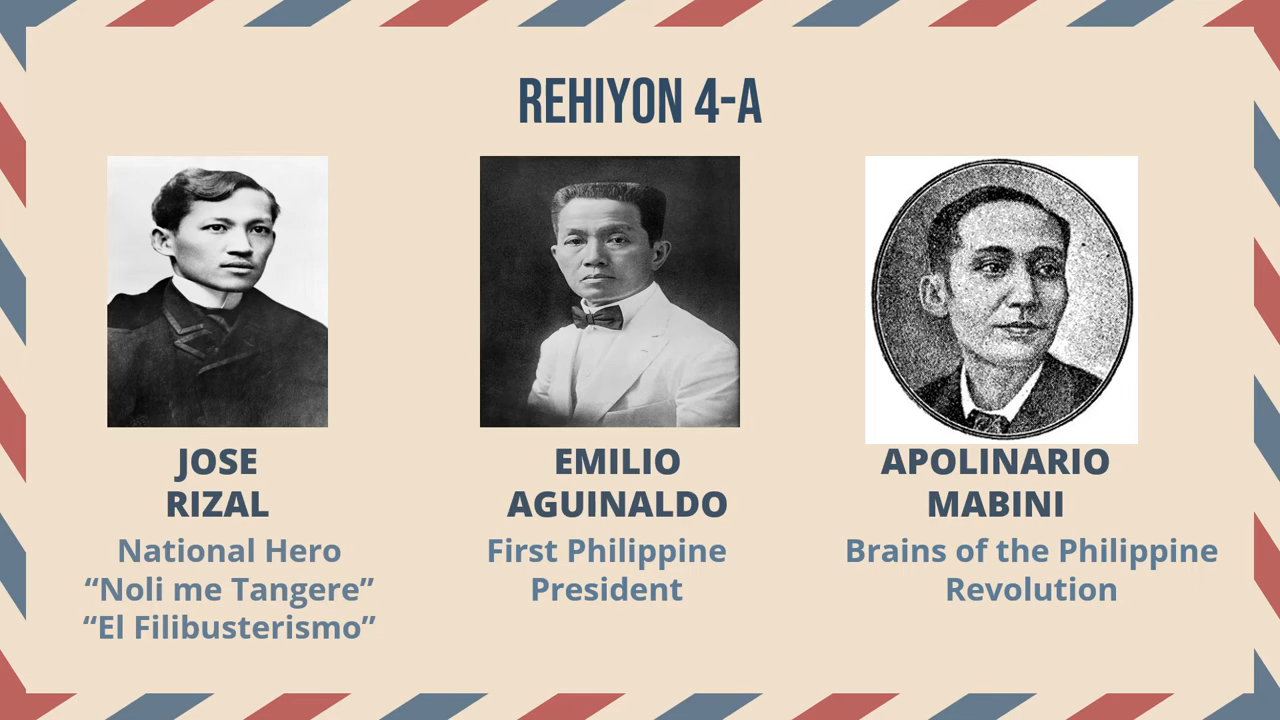 REHIYON 4-A
JOSE
RIZAL
National Hero
“Noli me Tangere”
“El Filibusterismo”
EMILIO
AGUINALDO
First Philippine
President
APOLINARIO
MABINI
Brains of the Philippine
Revolution